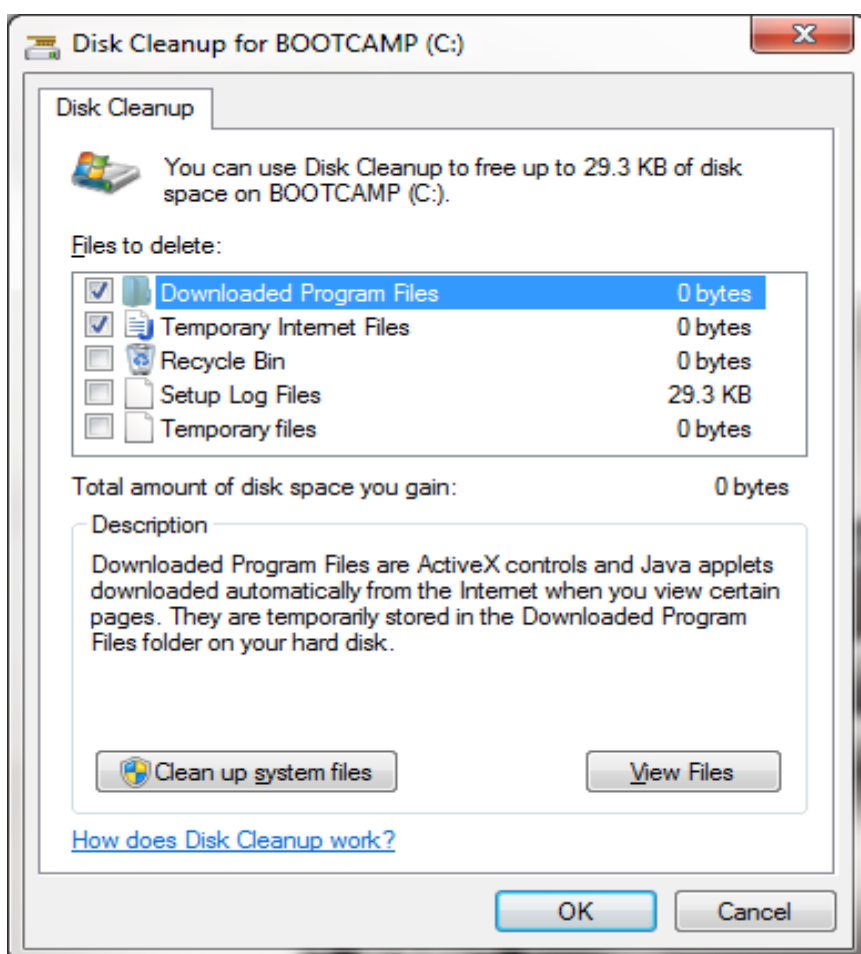 Disk Cleanup for BOOTCAMP (C:)
Disk Cleanup
You can use Disk Cleanup to free up to 29.3 KB of disk
space on BOOTCAMP (C:).
Files to delete:
Downloaded Program Files 0 bytes
Temporary Internet Files 0 bytes
Recycle Bin 0 bytes
Setup Log Files 29.3 KB
Temporary files 0 bytes
Total amount of disk space you gain: 0 bytes
Description
Downloaded Program Files are ActiveX controls and Java applets
downloaded automatically from the Internet when you view certain
pages. They are temporarily stored in the Downloaded Program
Files folder on your hard disk.
Clean up system files View Files
How does Disk Cleanup work?
OK Cancel